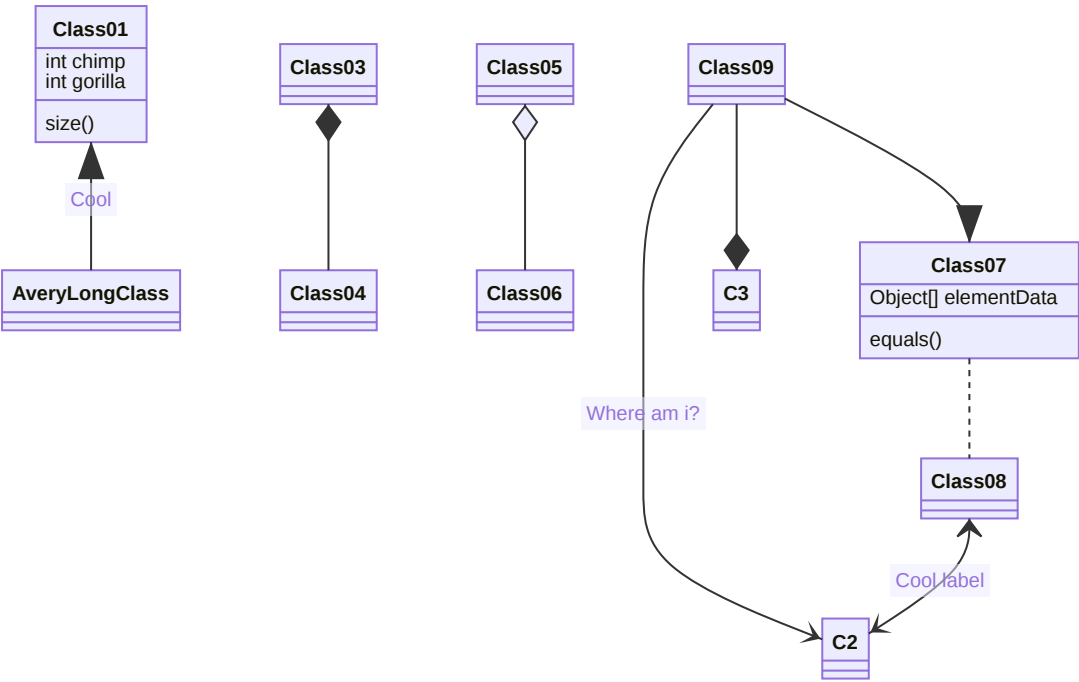 Class01
int chimp
int gorilla
size()
Class03
Class05
Class09
Cool
AveryLongClass
Class04
Class06
C3
Class07
Object[] elementData
equals()
Where am i?
Class08
Cool label
C2